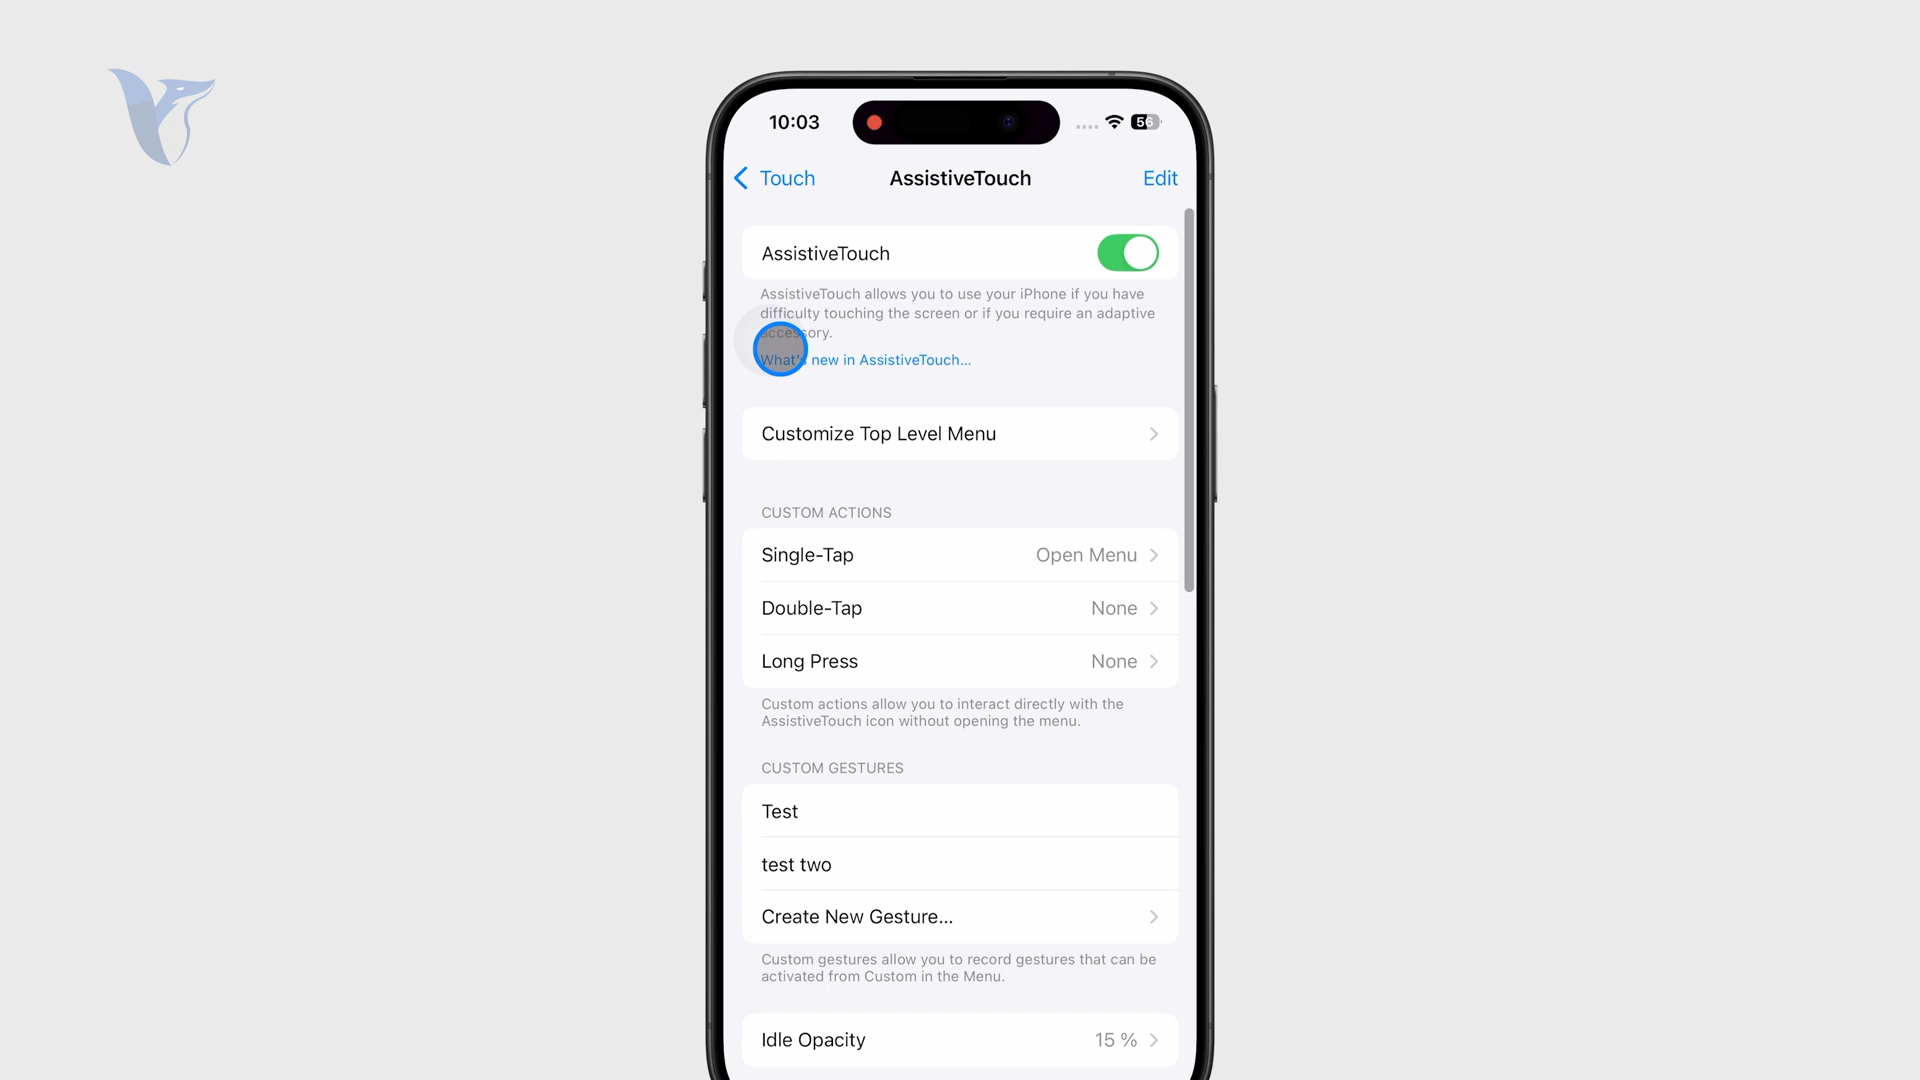 10:03
56
Touch
AssistiveTouch
Edit
AssistiveTouch
AssistiveTouch allows you to use your iPhone if you have
difficulty touching the screen or if you require an adaptive
accessory.
What's new in AssistiveTouch...
Customize Top Level Menu
CUSTOM ACTIONS
Single-Tap Open Menu
Double-Tap None
Long Press None
Custom actions allow you to interact directly with the
AssistiveTouch icon without opening the menu.
CUSTOM GESTURES
Test
test two
Create New Gesture...
Custom gestures allow you to record gestures that can be
activated from Custom in the Menu.
Idle Opacity 15 %